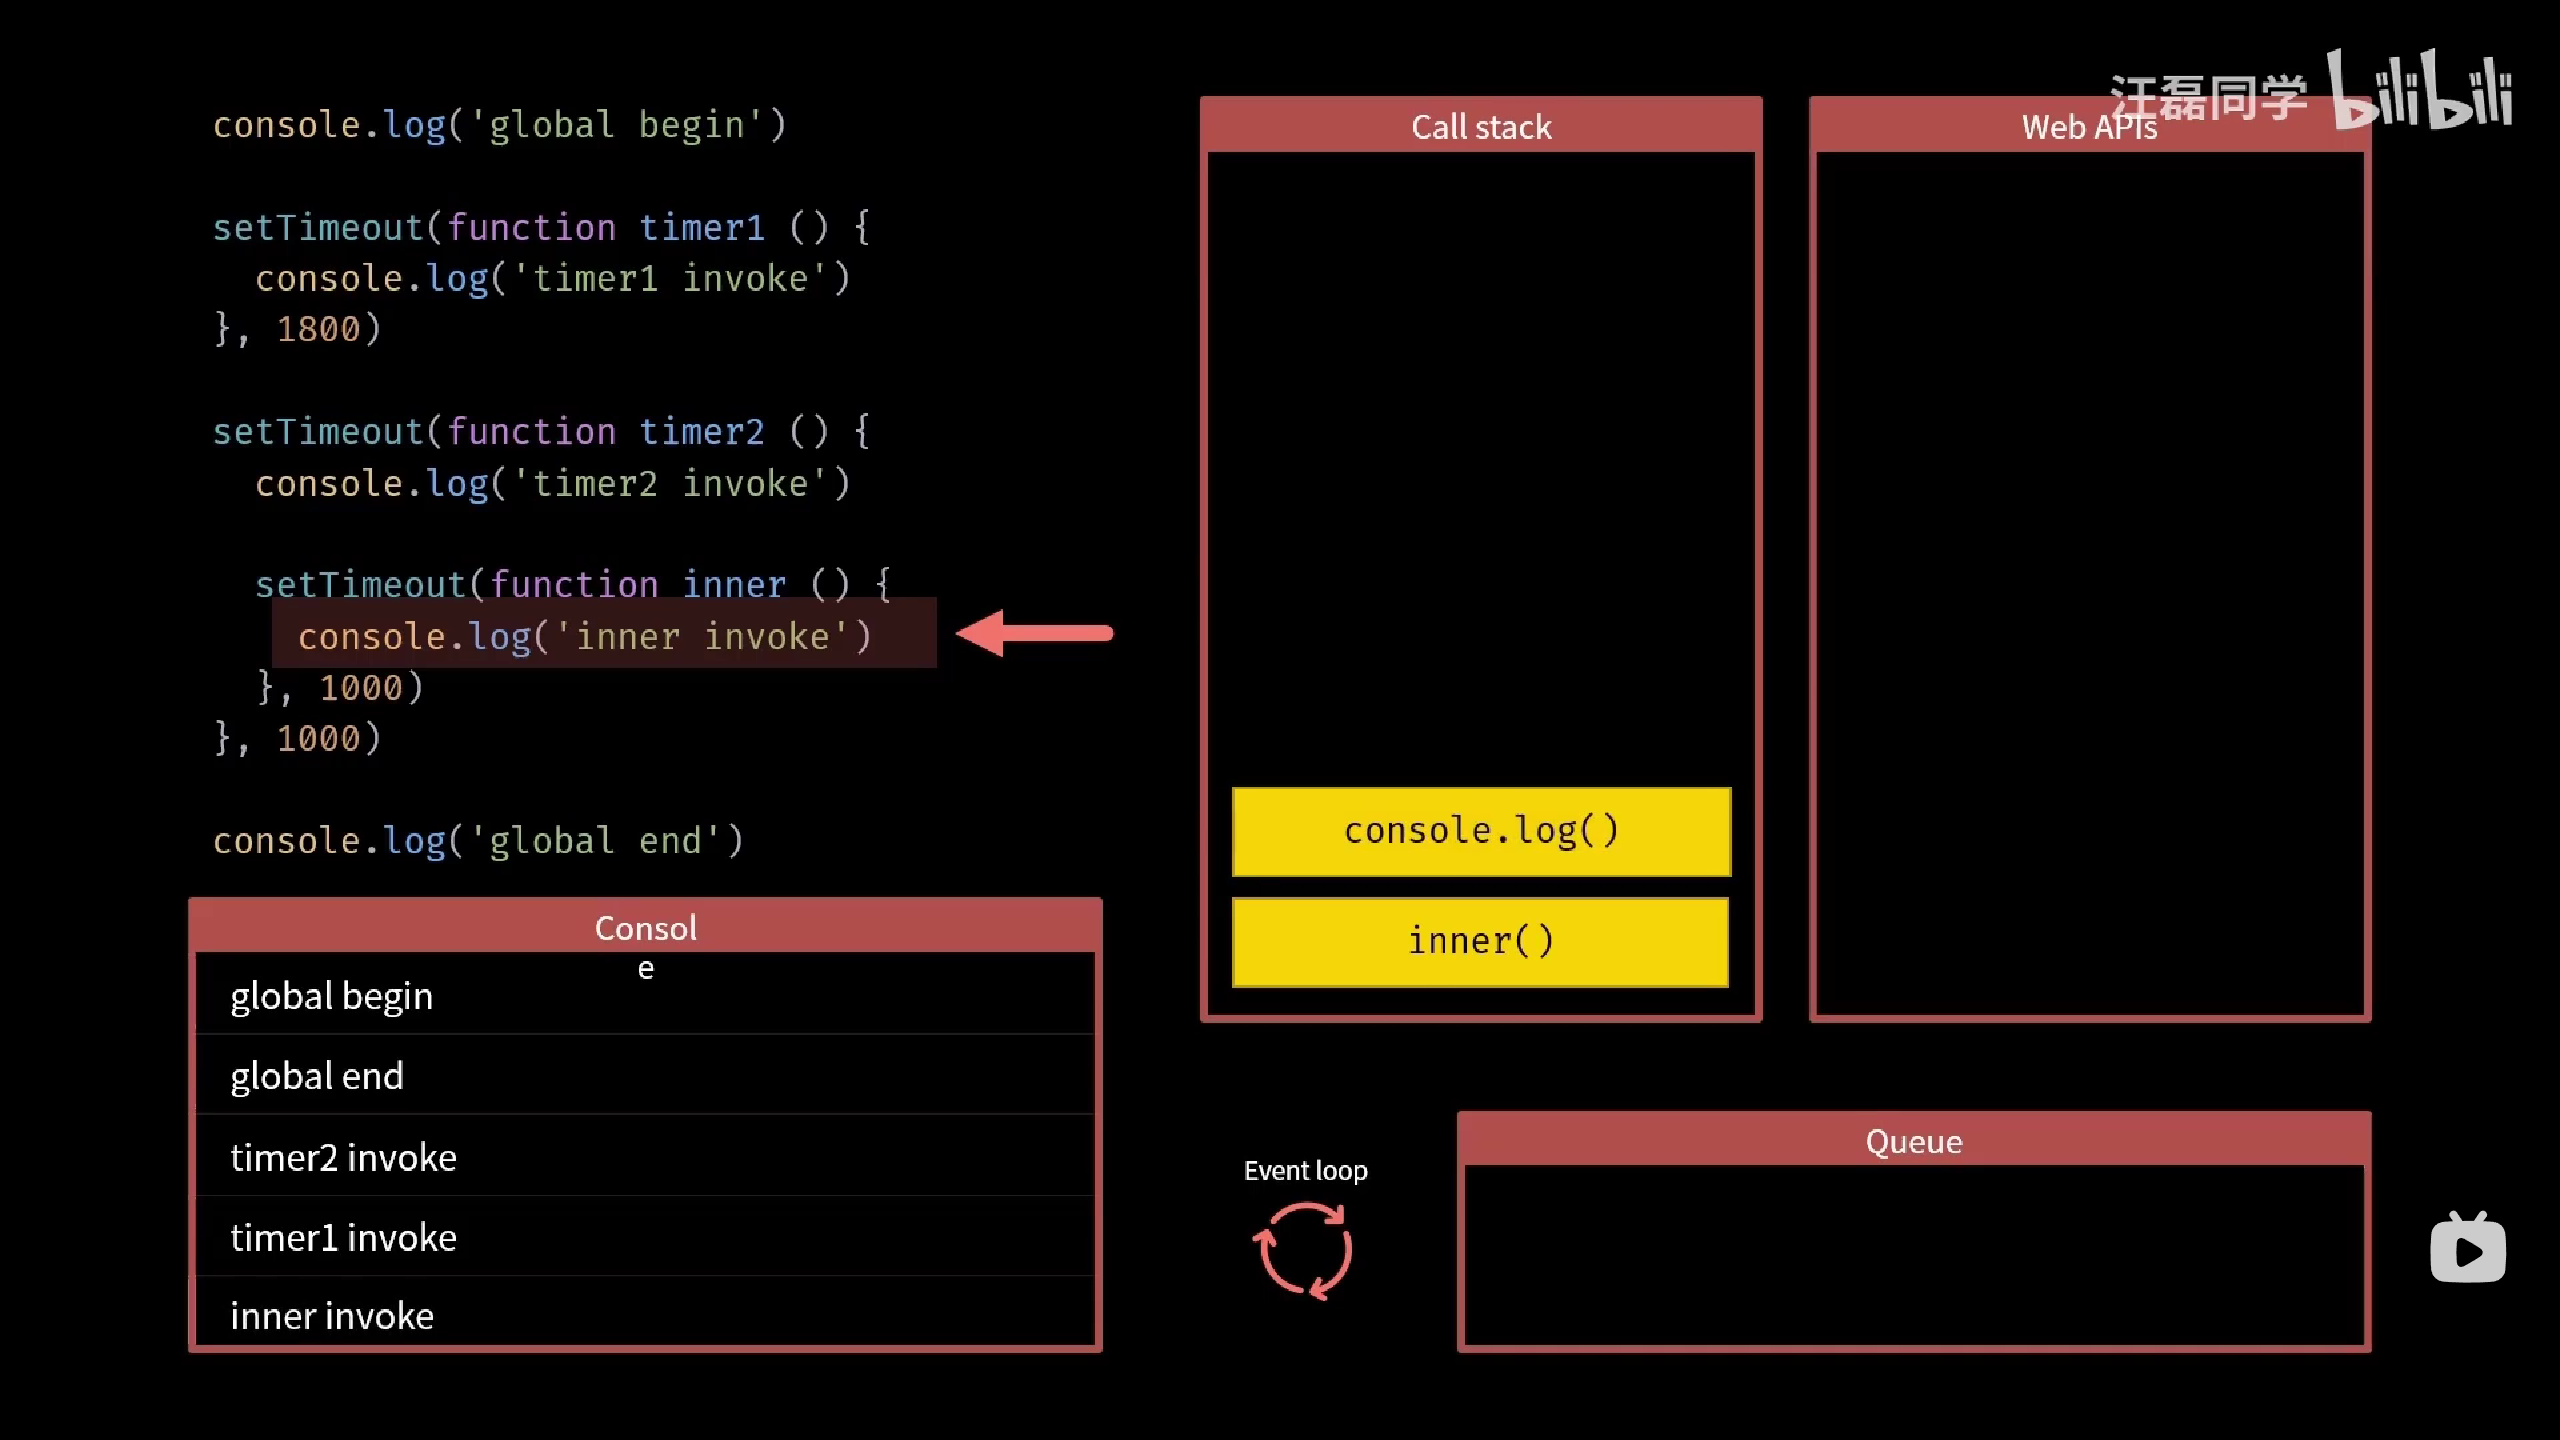 汪磊同学 bilibili
console.log('global begin')
setTimeout(function timer1 () {
console.log('timer1 invoke')
}, 1800)
setTimeout(function timer2 () {
console.log('timer2 invoke')
setTimeout(function inner () {
console.log('inner invoke')
}, 1000)
}, 1000)
console.log('global end')
Consol
e
global begin
global end
timer2 invoke
timer1 invoke
inner invoke
Call stack
console.log()
inner()
Web APIs
Event loop
Queue